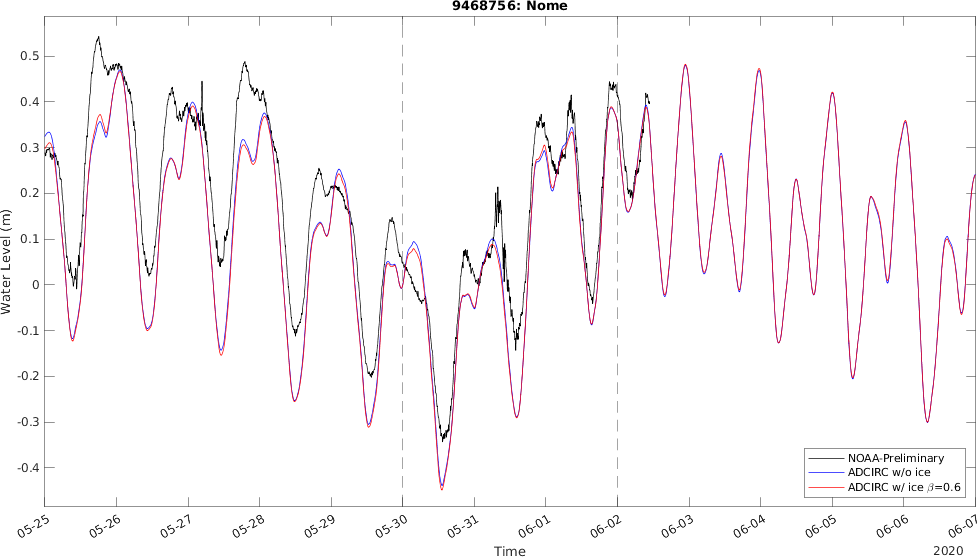 9468756: Nome
Water Level (m)
0.5
0.4
0.3
0.2
0.1
0
-0.1
-0.2
-0.3
-0.4
NOAA-Preliminary
ADCIRC w/o ice
ADCIRC w/ ice β=0.6
05-25 05-26 05-27 05-28 05-29 05-30 05-31 06-01 06-02 06-03 06-04 06-05 06-06 06-07
Time
2020